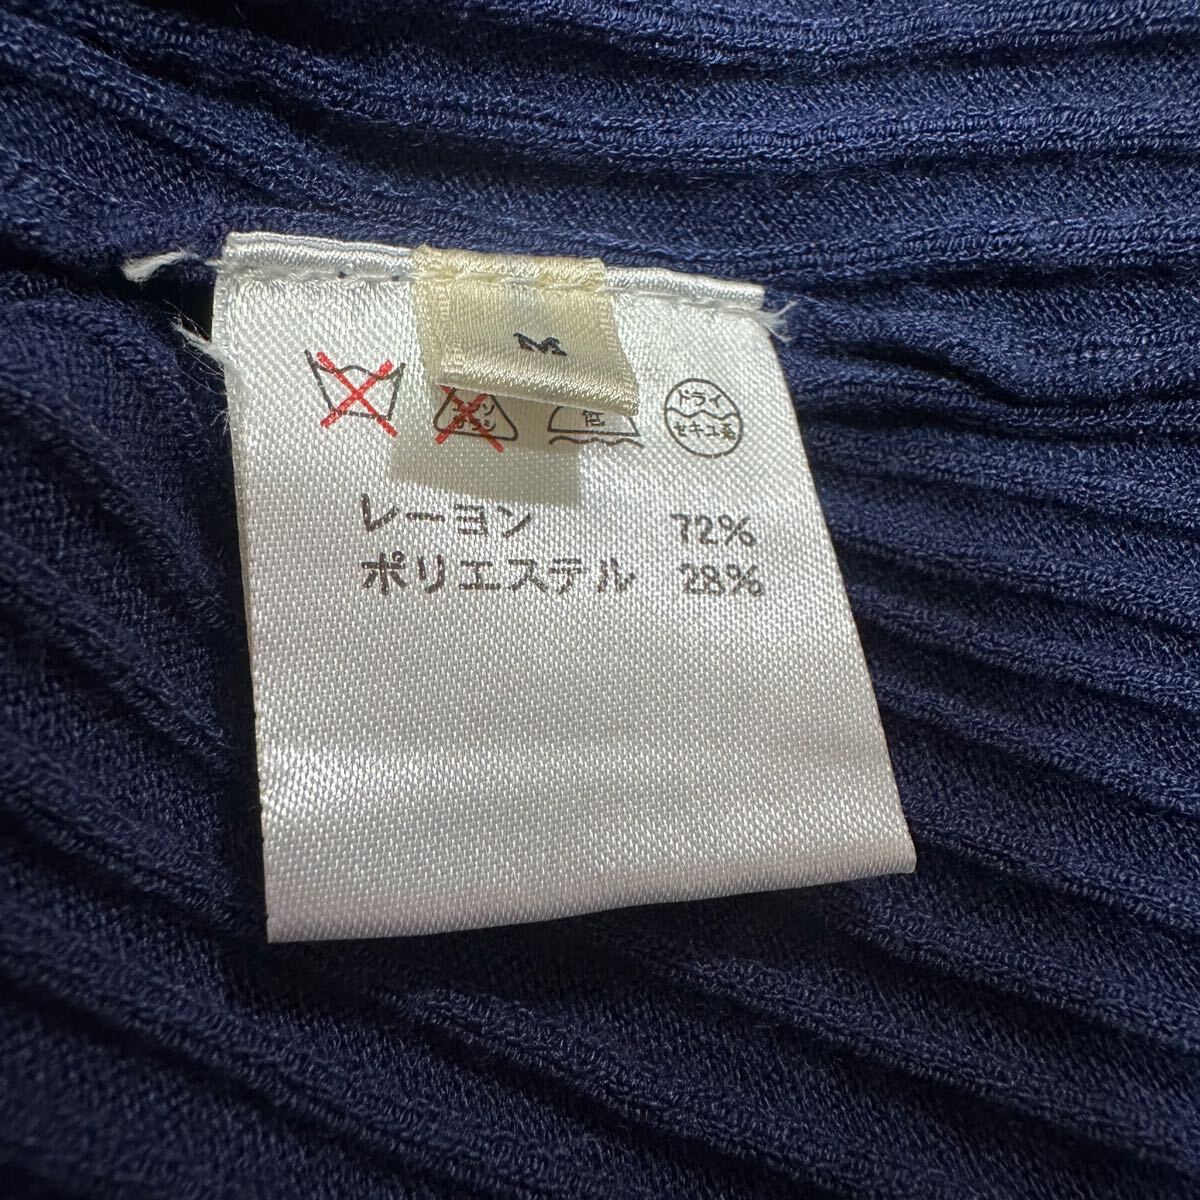 M
低
ドライ
セキユ系
レーヨン 72%
ポリエステル 28%